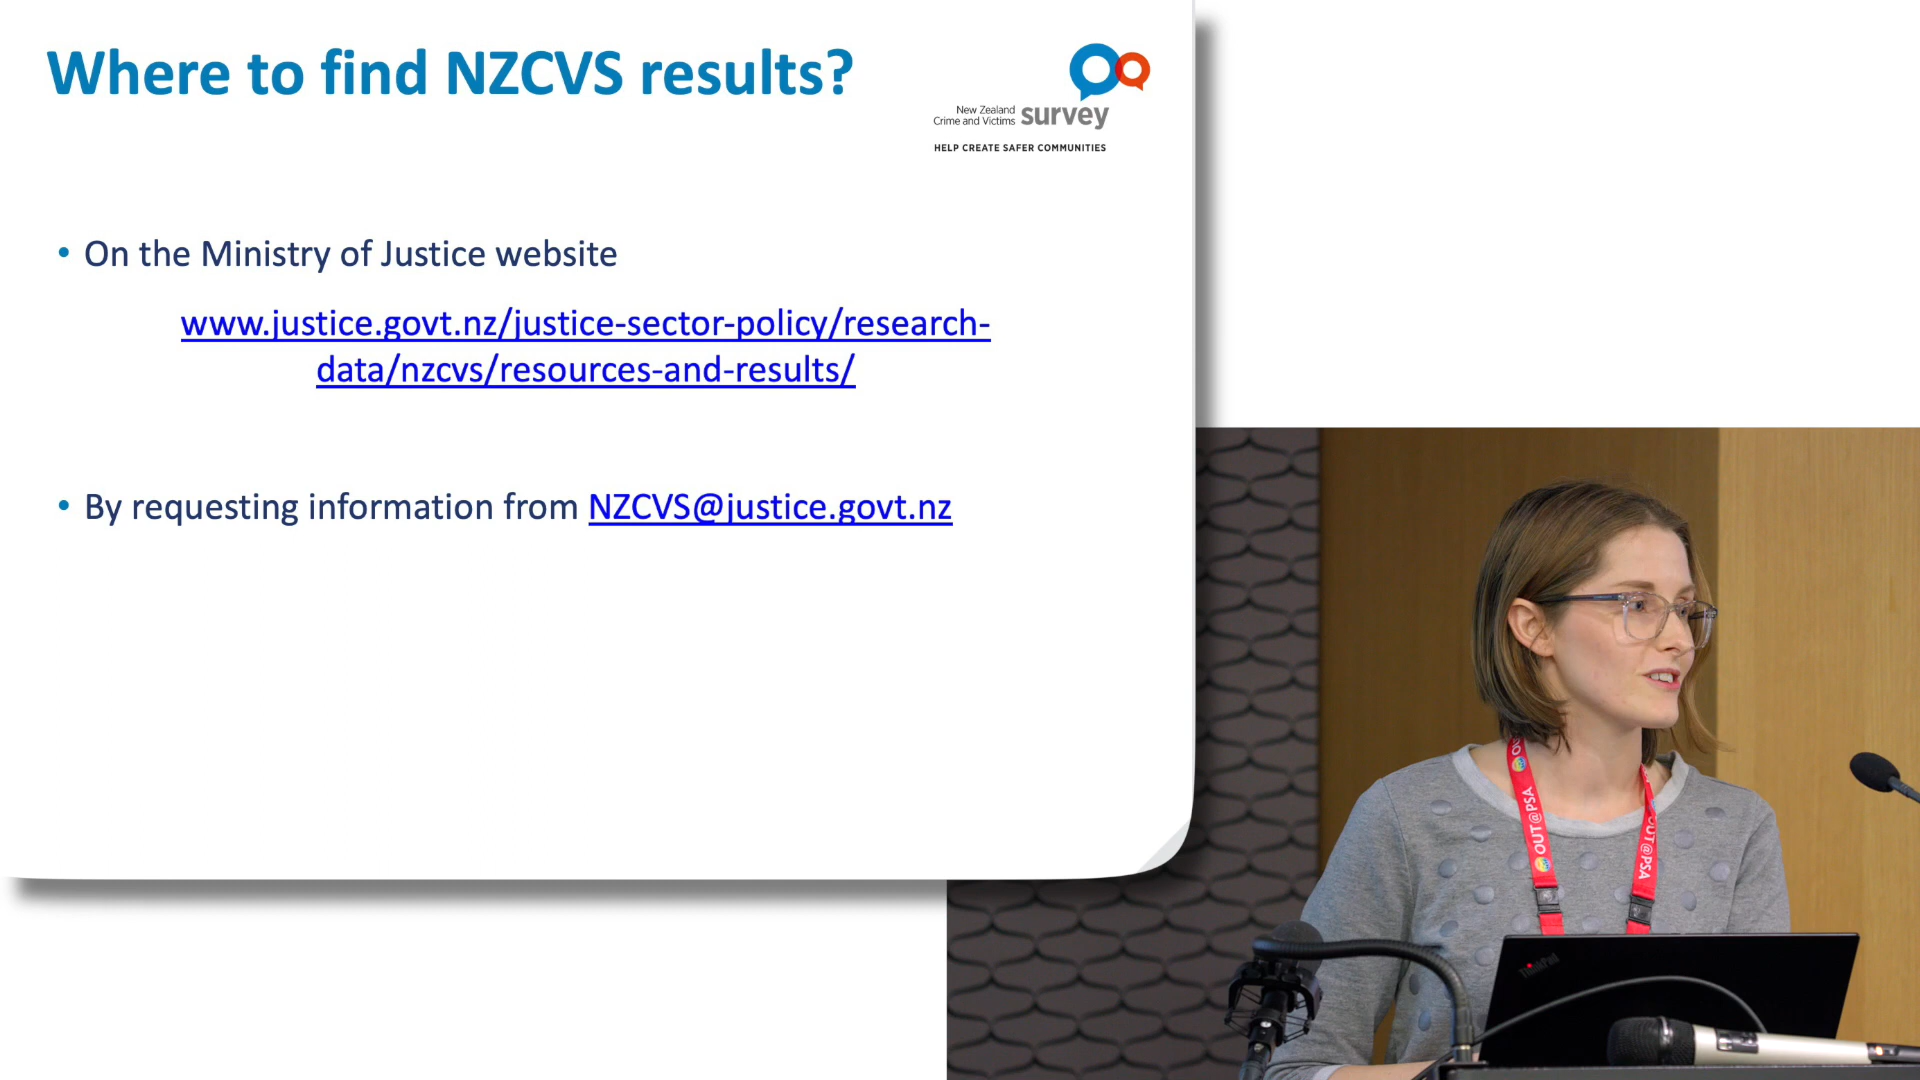 Where to find NZCVS results?
New Zealand
Crime and Victims survey
HELP CREATE SAFER COMMUNITIES
• On the Ministry of Justice website
www.justice.govt.nz/justice-sector-policy/research-
data/nzcvs/resources-and-results/
• By requesting information from NZCVS@justice.govt.nz
OUT@PSA
OUT@PSA
ThinkPad